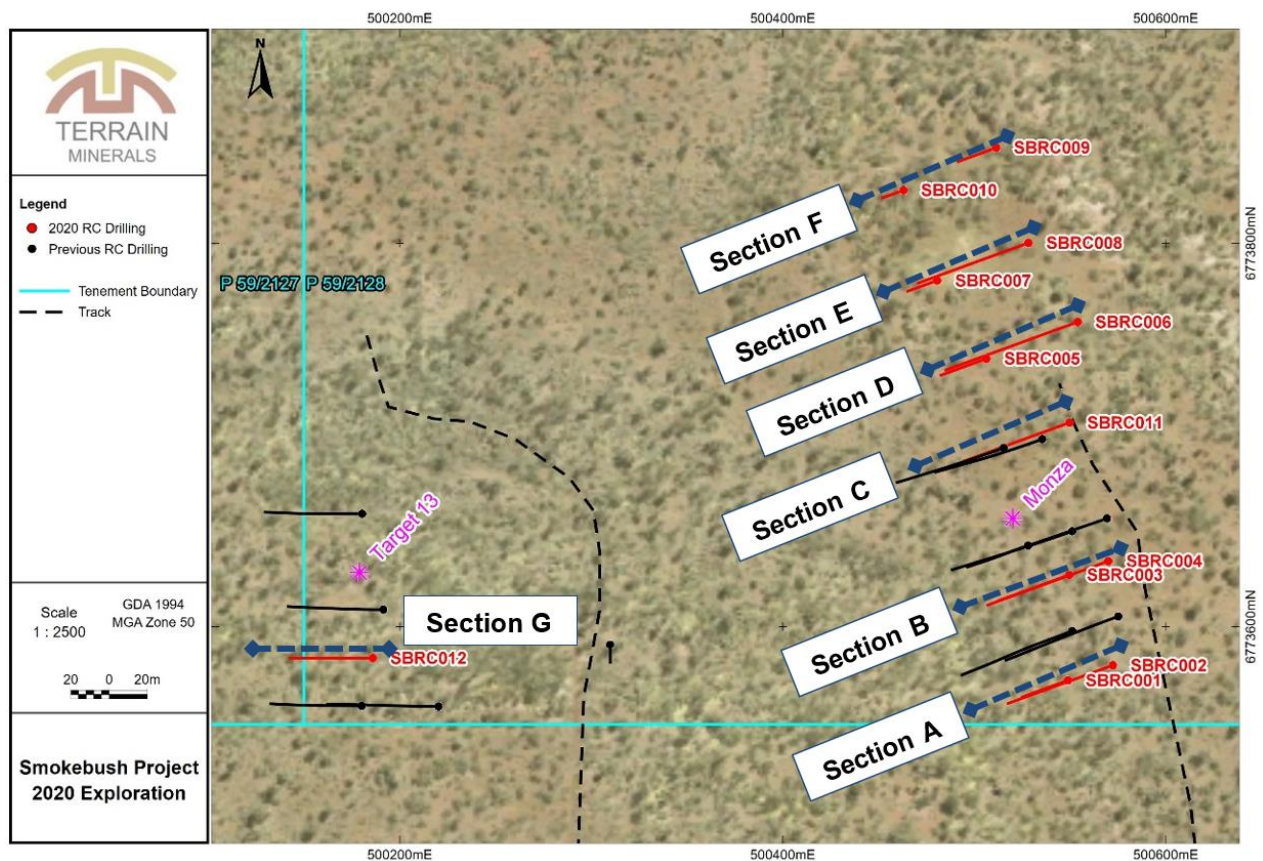 500200mE
500400mE
500600mE
TERRAIN
MINERALS
Legend
2020 RC Drilling
Previous RC Drilling
Tenement Boundary
Track
Scale
1 : 2500
GDA 1994
MGA Zone 50
20 0 20m
Smokebush Project
2020 Exploration
N
P 59/2127
P 59/2128
Section F
SBRC009
SBRC010
Section E
SBRC008
SBRC007
Section D
SBRC006
SBRC005
Section C
SBRC011
Monza
Target 13
Section B
SBRC004
SBRC003
Section G
SBRC012
Section A
SBRC002
SBRC001
6773800mN
6773600mN
500200mE
500400mE
500600mE